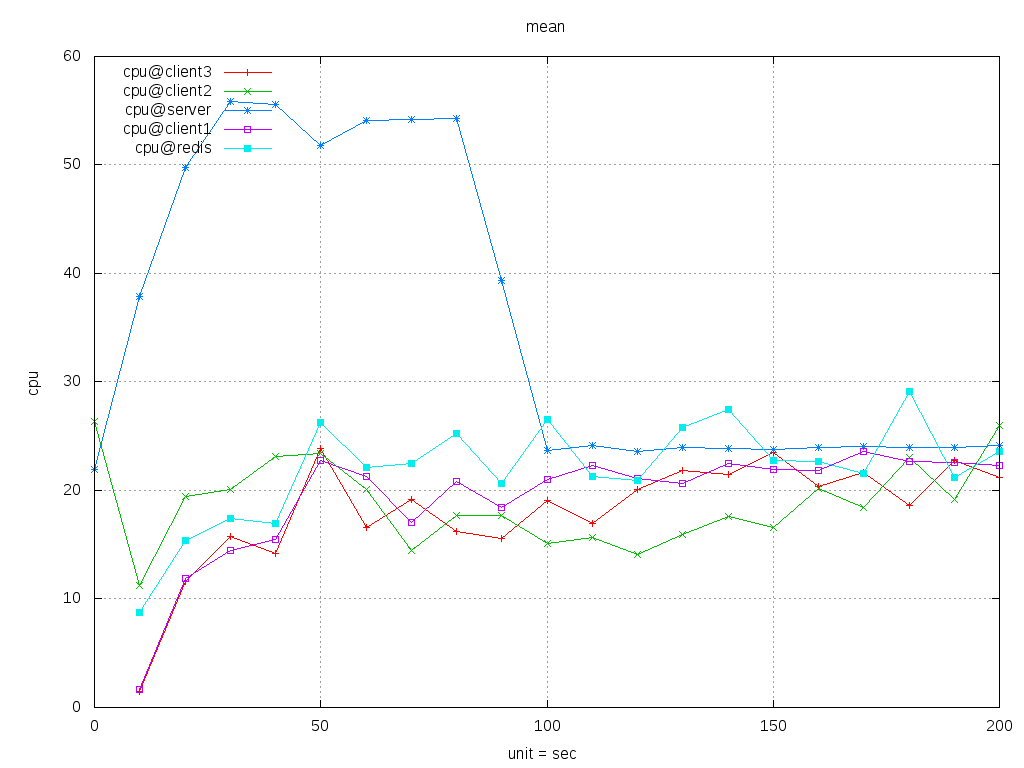 mean
60
cpu@client3
cpu@client2
cpu@server
cpu@client1
cpu@redis
50
40
30
cpu
20
10
0
0 50 100 150 200
unit = sec